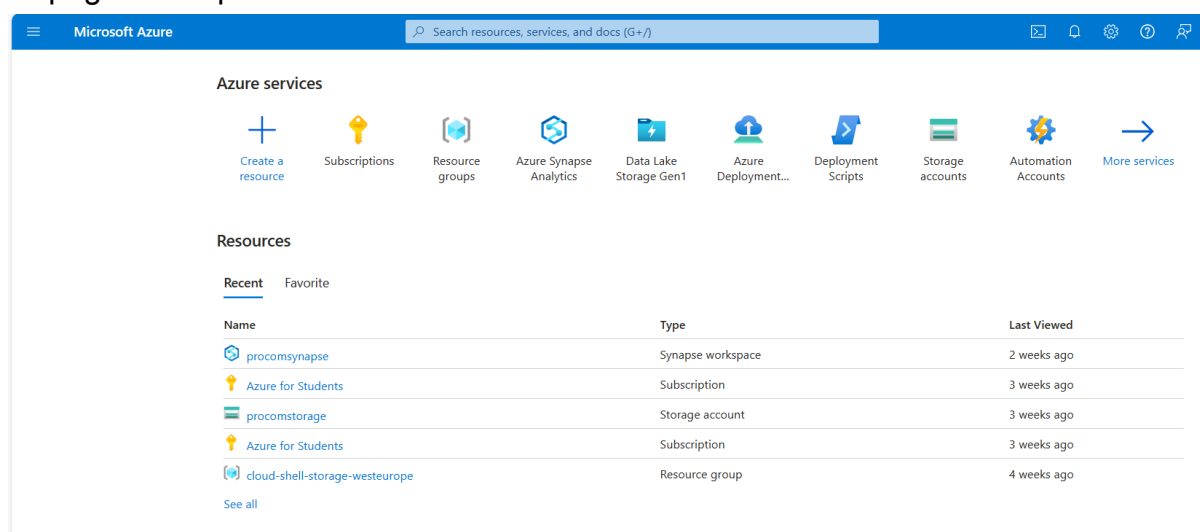 Microsoft Azure
Search resources, services, and docs (G+/)
Azure services
Create a resource
Subscriptions
Resource groups
Azure Synapse Analytics
Data Lake Storage Gen1
Azure Deployment...
Deployment Scripts
Storage accounts
Automation Accounts
More services
Resources
Recent Favorite
Name Type Last Viewed
procomsynapse Synapse workspace 2 weeks ago
Azure for Students Subscription 3 weeks ago
procomstorage Storage account 3 weeks ago
Azure for Students Subscription 3 weeks ago
cloud-shell-storage-westeurope Resource group 4 weeks ago
See all